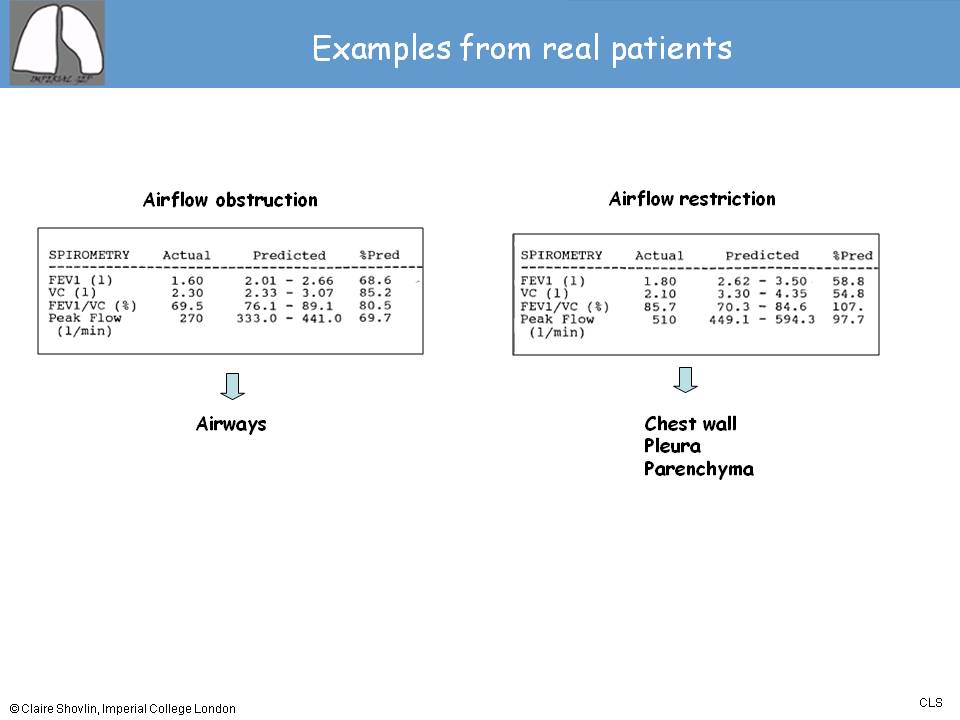 IMPERIAL
Examples from real patients
Airflow obstruction
SPIROMETRY Actual Predicted %Pred
FEV1 (l) 1.60 2.01 - 2.66 68.6
VC (l) 2.30 2.33 - 3.07 85.2
FEV1/VC (%) 69.5 76.1 - 89.1 80.5
Peak Flow 270 333.0 - 441.0 69.7
(l/min)
Airways
Airflow restriction
SPIROMETRY Actual Predicted %Pred
FEV1 (l) 1.80 2.62 - 3.50 58.8
VC (l) 2.10 3.30 - 4.35 54.8
FEV1/VC (%) 85.7 70.3 - 84.6 107.
Peak Flow 510 449.1 - 594.3 97.7
(l/min)
Chest wall
Pleura
Parenchyma
© Claire Shovlin, Imperial College London
CLS